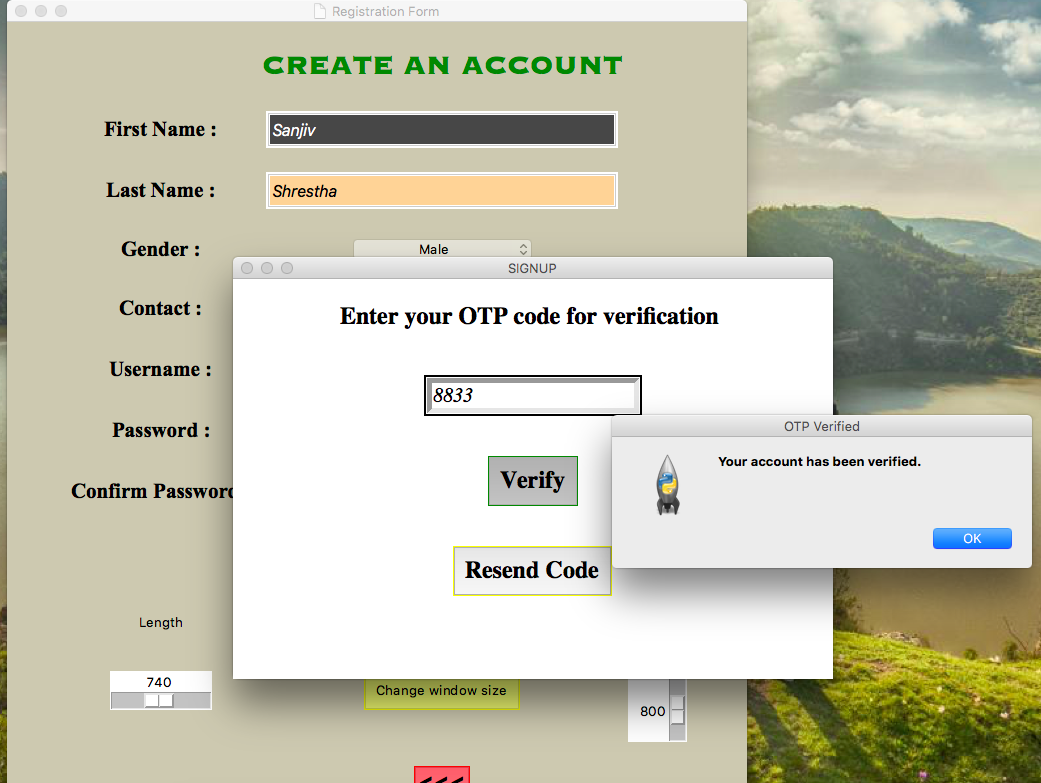 Registration Form
CREATE AN ACCOUNT
First Name :
Sanjiv
Last Name :
Shrestha
Gender :
Male
SIGNUP
Contact :
Enter your OTP code for verification
Username :
8833
Password :
OTP Verified
Your account has been verified.
Verify
Confirm Password
OK
Resend Code
Length
740
Change window size
800
<<<